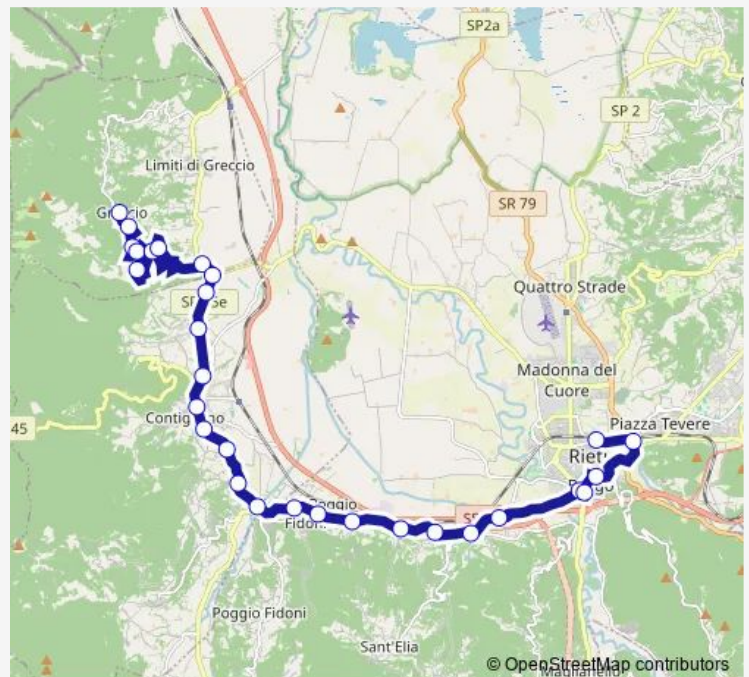 SP2a
SP 2
Limiti di Greccio
SR 79
Quattro Strade
Madonna del
Cuore
45
Piazza Tevere
Poggio Fidoni
Sant'Elia
© OpenStreetMap contributors